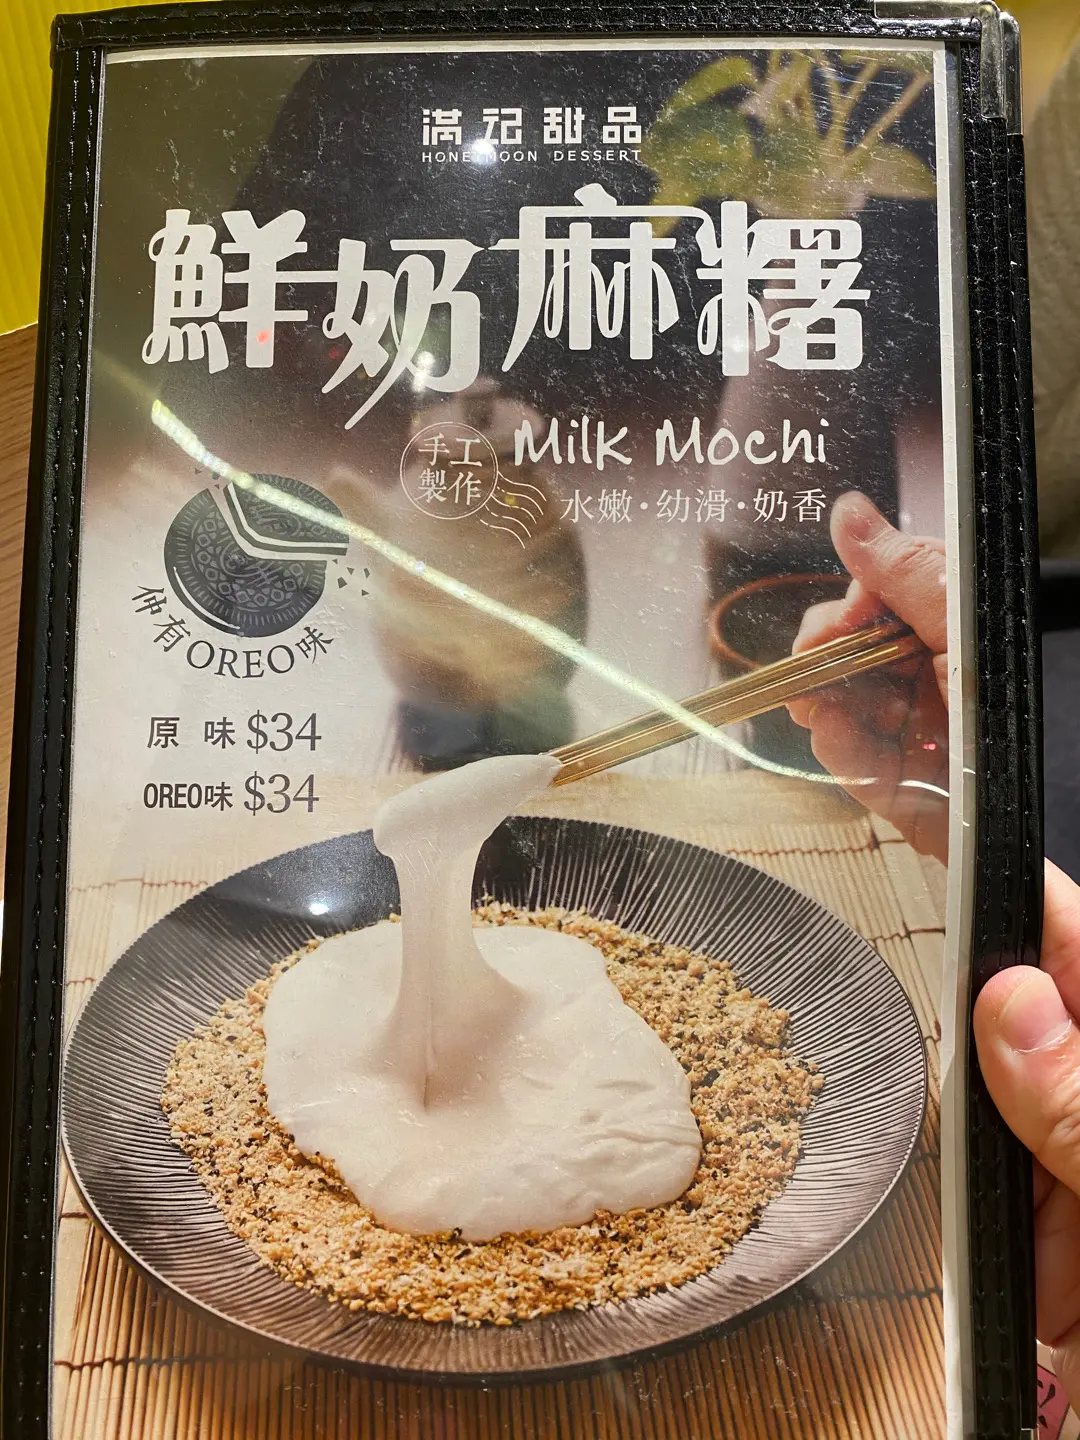 滿記甜品
HONEYMOON DESSERT
鮮奶麻糬
手工
製作
Milk Mochi
水嫩·幼滑·奶香
仲有OREO味
原味 $34
OREO味 $34